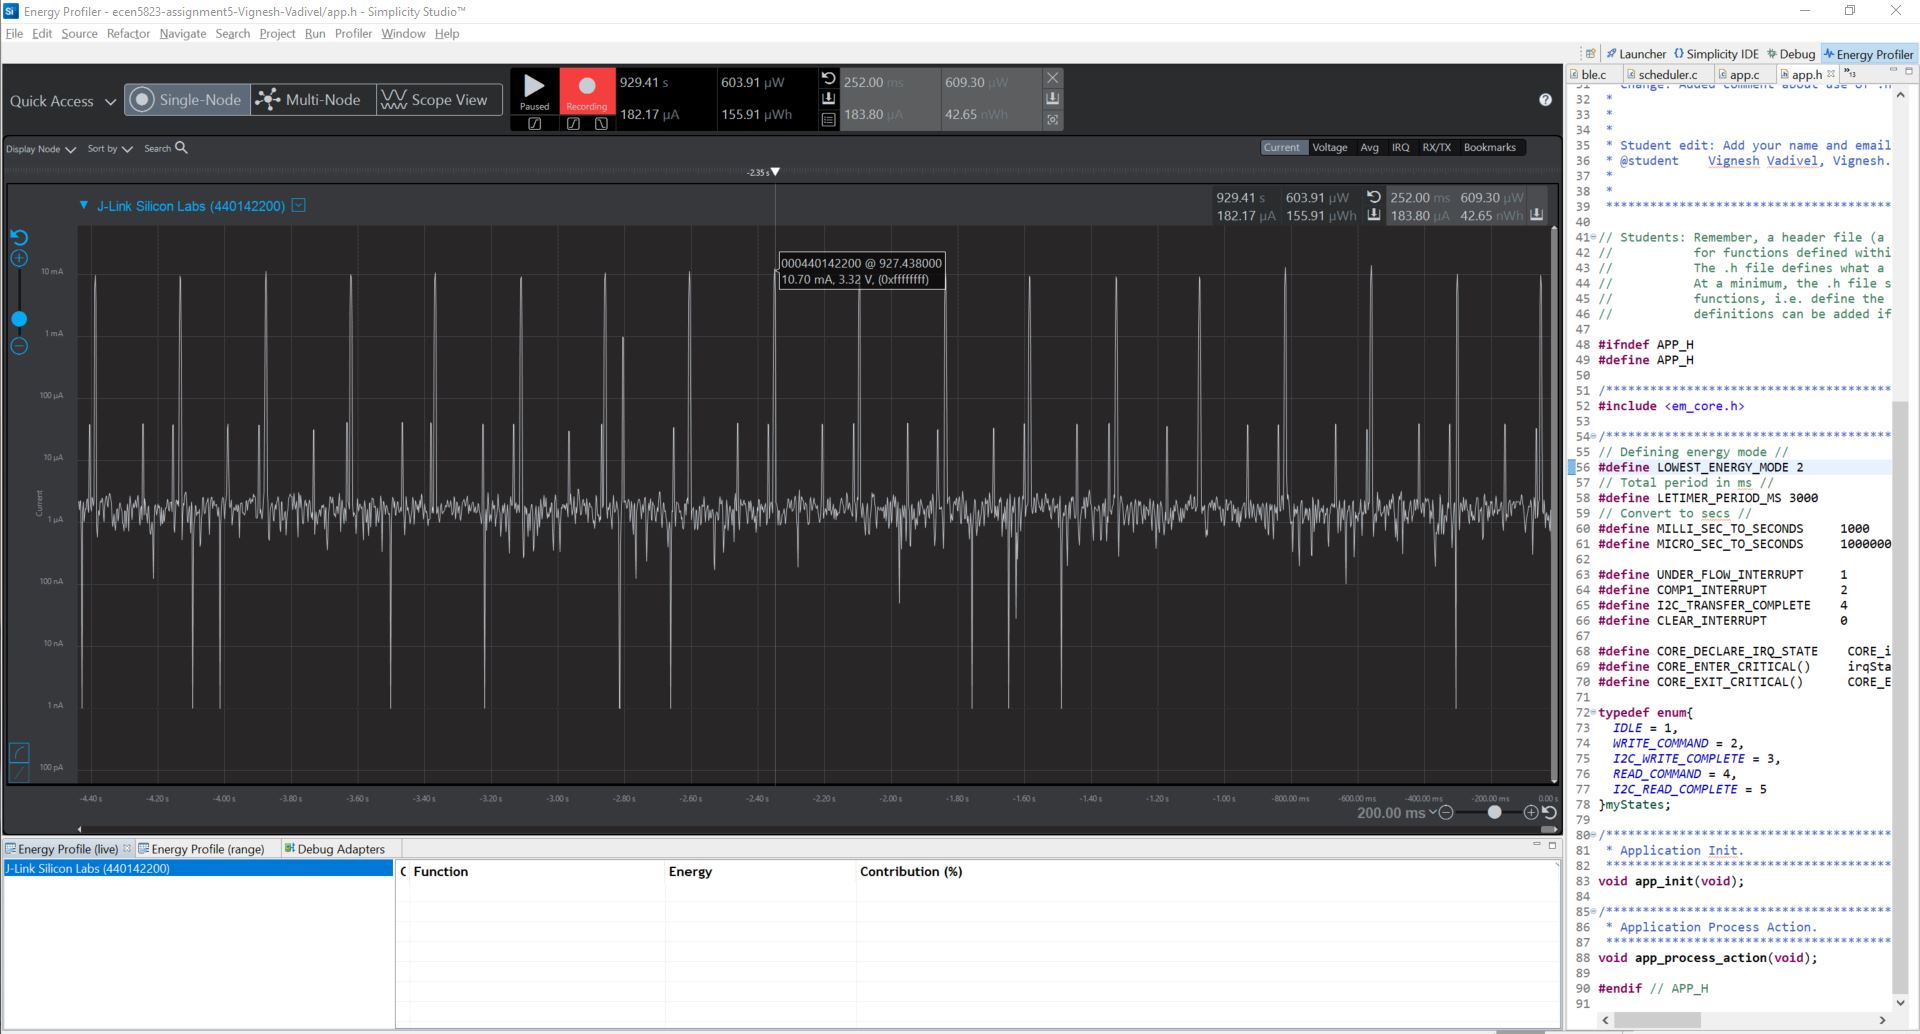 Energy Profiler - ecen5823-assignment5-Vignesh-Vadivel/app.h - Simplicity Studio™
File Edit Source Refactor Navigate Search Project Run Profiler Window Help
Launcher Simplicity IDE Debug Energy Profiler
Quick Access Single-Node Multi-Node Scope View
Paused Recording
929.41 s 603.91 µW 252.00 ms 609.30 µW
182.17 µA 155.91 µWh 183.80 µA 42.65 nWh
Display Node Sort by Search
Current Voltage Avg IRQ RX/TX Bookmarks
-2.35 s
J-Link Silicon Labs (440142200)
929.41 s 603.91 µW 252.00 ms 609.30 µW
182.17 µA 155.91 µWh 183.80 µA 42.65 nWh
000440142200 @ 927.438000
10.70 mA, 3.32 V, (0xffffffff)
10 mA
1 mA
100 µA
10 µA
1 µA
100 nA
10 nA
1 nA
100 pA
Current
-4.40 s -4.20 s -4.00 s -3.80 s -3.60 s -3.40 s -3.20 s -3.00 s -2.80 s -2.60 s -2.40 s -2.20 s -2.00 s -1.80 s -1.60 s -1.40 s -1.20 s -1.00 s -800.00 ms -600.00 ms -400.00 ms -200.00 ms 0.00 s
200.00 ms
Energy Profile (live) Energy Profile (range) Debug Adapters
J-Link Silicon Labs (440142200)
C Function Energy Contribution (%)
ble.c scheduler.c app.c app.h »13
31 * Change: Added comment about use of .h
32 *
33 *
34 *
35 * Student edit: Add your name and email
36 * @student Vignesh Vadivel, Vignesh.
37 *
38 *
39 ****************************************
40
41 // Students: Remember, a header file (a
42 // for functions defined withi
43 // The .h file defines what a
44 // At a minimum, the .h file s
45 // functions, i.e. define the
46 // definitions can be added if
47
48 #ifndef APP_H
49 #define APP_H
50
51 /****************************************
52 #include <em_core.h>
53
54 /****************************************
55 // Defining energy mode //
56 #define LOWEST_ENERGY_MODE 2
57 // Total period in ms //
58 #define LETIMER_PERIOD_MS 3000
59 // Convert to secs //
60 #define MILLI_SEC_TO_SECONDS 1000
61 #define MICRO_SEC_TO_SECONDS 1000000
62
63 #define UNDER_FLOW_INTERRUPT 1
64 #define COMP1_INTERRUPT 2
65 #define I2C_TRANSFER_COMPLETE 4
66 #define CLEAR_INTERRUPT 0
67
68 #define CORE_DECLARE_IRQ_STATE CORE_i
69 #define CORE_ENTER_CRITICAL() irqSta
70 #define CORE_EXIT_CRITICAL() CORE_E
71
72 typedef enum{
73 IDLE = 1,
74 WRITE_COMMAND = 2,
75 I2C_WRITE_COMPLETE = 3,
76 READ_COMMAND = 4,
77 I2C_READ_COMPLETE = 5
78 }myStates;
79
80 /****************************************
81 * Application Init.
82 ****************************************
83 void app_init(void);
84
85 /****************************************
86 * Application Process Action.
87 ****************************************
88 void app_process_action(void);
89
90 #endif // APP_H
91